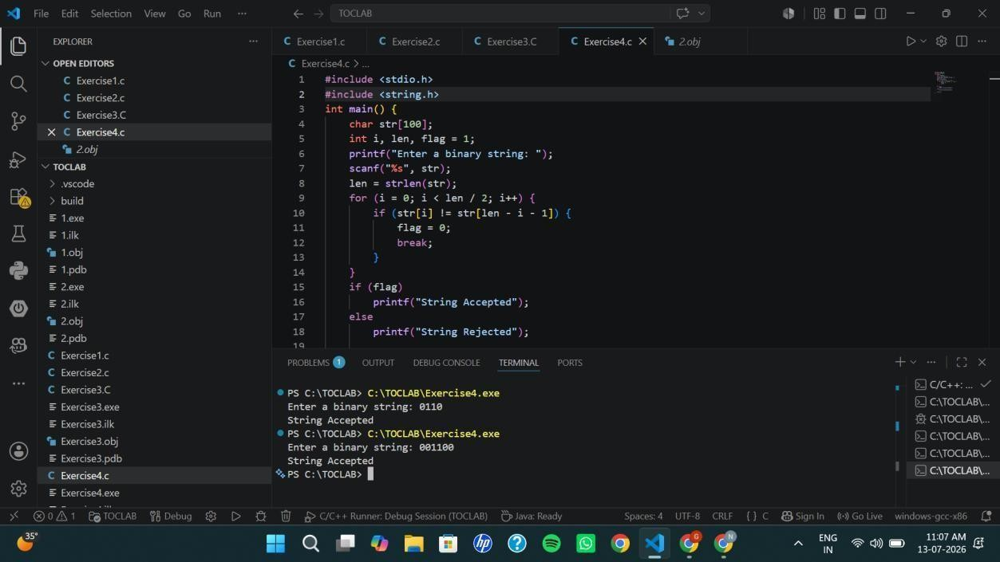 File Edit Selection View Go Run ··· TOCLAB
EXPLORER ···
OPEN EDITORS
C Exercise1.c
C Exercise2.c
C Exercise3.C
C Exercise4.c
2.obj
TOCLAB
.vscode
build
1.exe
1.ilk
1.obj
1.pdb
2.exe
2.ilk
2.obj
2.pdb
C Exercise1.c
C Exercise2.c
C Exercise3.C
Exercise3.exe
Exercise3.ilk
Exercise3.obj
Exercise3.pdb
C Exercise4.c
Exercise4.exe
C Exercise1.c C Exercise2.c C Exercise3.C C Exercise4.c 2.obj
C Exercise4.c > ...
1 #include <stdio.h>
2 #include <string.h>
3 int main() {
4 char str[100];
5 int i, len, flag = 1;
6 printf("Enter a binary string: ");
7 scanf("%s", str);
8 len = strlen(str);
9 for (i = 0; i < len / 2; i++) {
10 if (str[i] != str[len - i - 1]) {
11 flag = 0;
12 break;
13 }
14 }
15 if (flag)
16 printf("String Accepted");
17 else
18 printf("String Rejected");
19
PROBLEMS 1 OUTPUT DEBUG CONSOLE TERMINAL PORTS
PS C:\TOCLAB> C:\TOCLAB\Exercise4.exe
Enter a binary string: 0110
String Accepted
PS C:\TOCLAB> C:\TOCLAB\Exercise4.exe
Enter a binary string: 001100
String Accepted
PS C:\TOCLAB>
C/C++: ...
C:\TOCLAB\...
C:\TOCLAB\...
C:\TOCLAB\...
C:\TOCLAB\...
C:\TOCLAB\...
0 1 TOCLAB Debug C/C++ Runner: Debug Session (TOCLAB) Java: Ready Spaces: 4 UTF-8 CRLF { } C Sign In Go Live windows-gcc-x86
35° hp ? G N ENG 11:07 AM
IN 13-07-2026